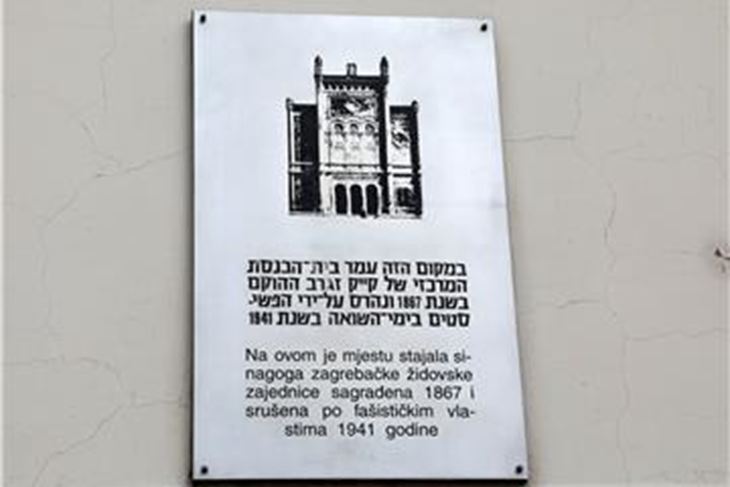 במקום הזה עמד בית־הכנסת
המרכזי של ק״ק זגרב ההוקם
בשנת 1867 ונהרס על־ידי הפשי־
סטים בימי־השואה בשנת 1941
Na ovom je mjestu stajala si-
nagoga zagrebačke židovske
zajednice sagrađena 1867 i
srušena po fašističkim vla-
stima 1941 godine